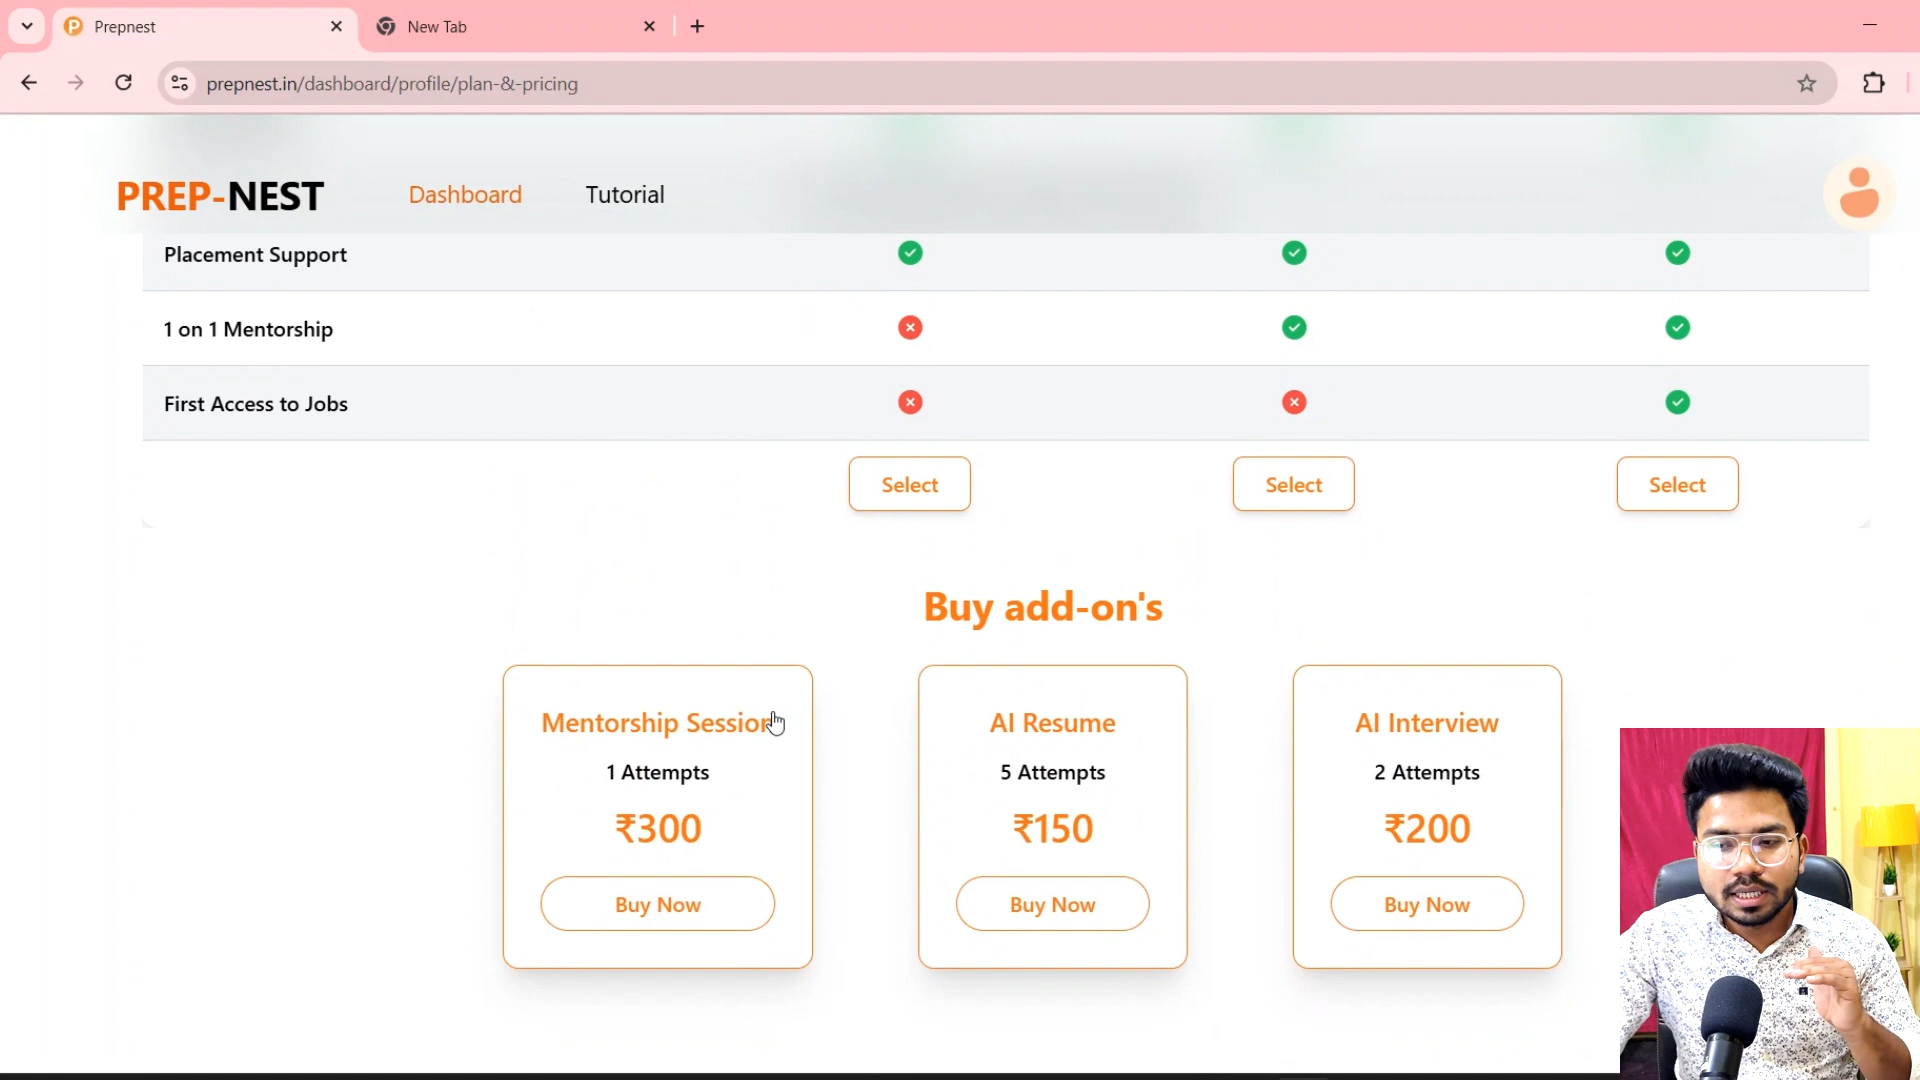 Prepnest
New Tab
prepnest.in/dashboard/profile/plan-&-pricing
PREP-NEST
Dashboard
Tutorial
Placement Support
1 on 1 Mentorship
First Access to Jobs
Select
Select
Select
Buy add-on's
Mentorship Session
1 Attempts
₹300
Buy Now
AI Resume
5 Attempts
₹150
Buy Now
AI Interview
2 Attempts
₹200
Buy Now